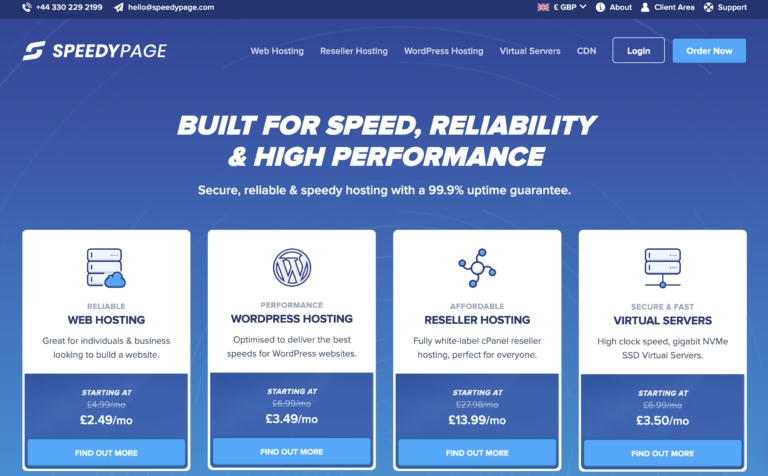 +44 330 229 2199
hello@speedypage.com
£ GBP
About
Client Area
Support
SPEEDYPAGE
Web Hosting
Reseller Hosting
WordPress Hosting
Virtual Servers
CDN
Login
Order Now
BUILT FOR SPEED, RELIABILITY
& HIGH PERFORMANCE
Secure, reliable & speedy hosting with a 99.9% uptime guarantee.
RELIABLE
WEB HOSTING
Great for individuals & business
looking to build a website.
STARTING AT
£4.99/mo
£2.49/mo
FIND OUT MORE
PERFORMANCE
WORDPRESS HOSTING
Optimised to deliver the best
speeds for WordPress websites.
STARTING AT
£6.99/mo
£3.49/mo
FIND OUT MORE
AFFORDABLE
RESELLER HOSTING
Fully white-label cPanel reseller
hosting, perfect for everyone.
STARTING AT
£27.98/mo
£13.99/mo
FIND OUT MORE
SECURE & FAST
VIRTUAL SERVERS
High clock speed, gigabit NVMe
SSD Virtual Servers.
STARTING AT
£6.99/mo
£3.50/mo
FIND OUT MORE